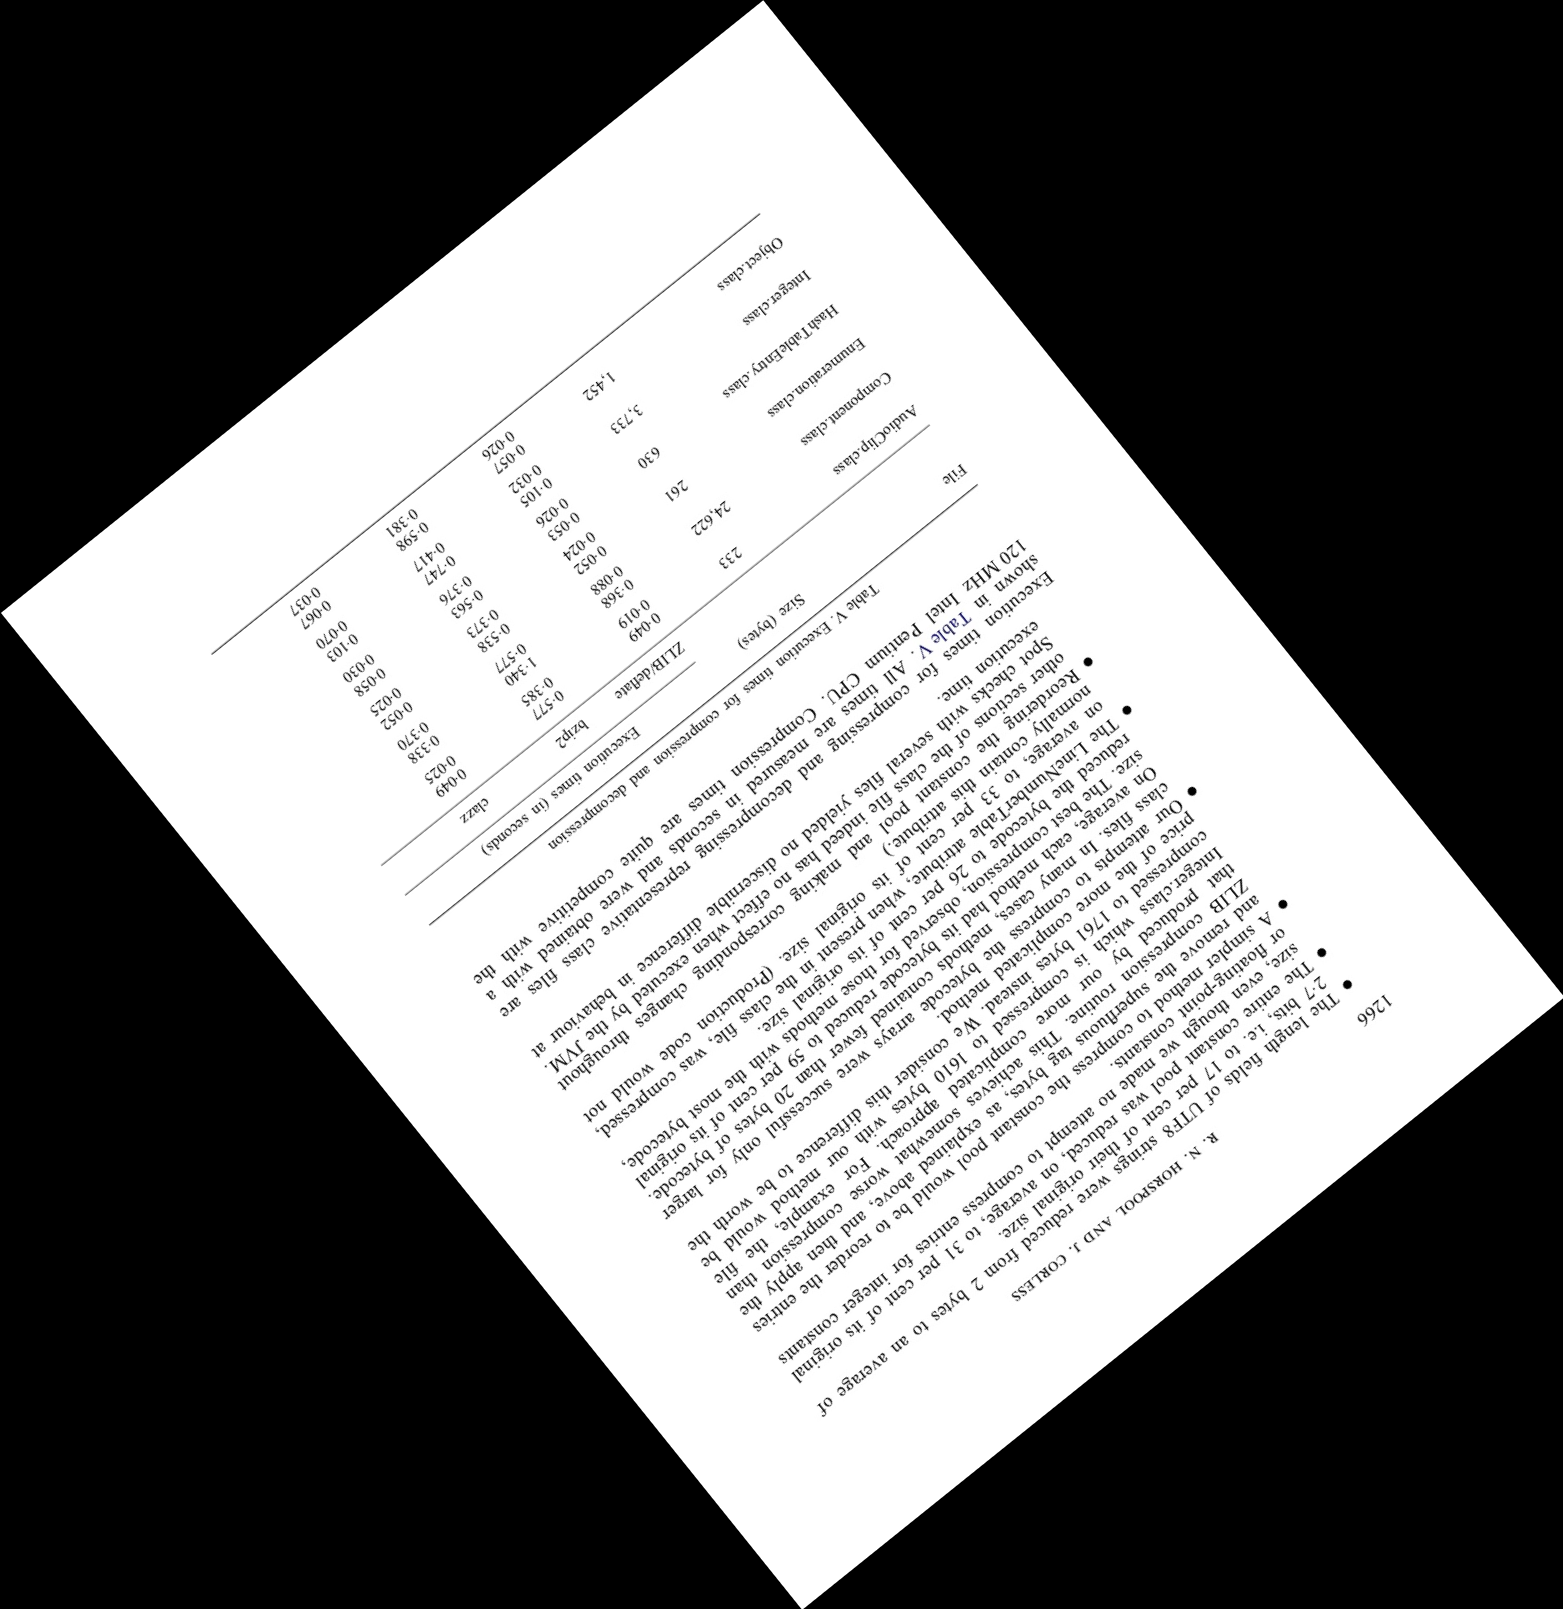 1266 R. N. HORSPOOL AND J. CORLESS
• The length fields of UTF8 strings were reduced from 2 bytes to an average of
2·7 bits, i.e. to 17 per cent of their original size.
• The entire constant pool was reduced, on average, to 31 per cent of its original
size, even though we made no attempt to compress entries for integer constants
or floating-point constants.
• A simpler method to compress the constant pool would be to reorder the entries
and remove the superfluous tag bytes, as explained above, and then apply the
ZLIB compression routine. This achieves somewhat worse compression than
that produced by our more complicated approach. For example, the file
Integer.class which is compressed to 1610 bytes with our method would be
compressed to 1761 bytes instead. We consider this difference to be worth the
price of the more complicated method.
• Our attempts to compress the bytecode arrays were successful only for larger
class files. In many cases, methods contained fewer than 20 bytes of bytecode.
On average, each method had its bytecode reduced to 59 per cent of its original
size. The best compression, observed for those methods with the most bytecode,
reduced the bytecode to 26 per cent of its original size.
• The LineNumberTable attribute, when present in the class file, was compressed,
on average, to 33 per cent of its original size. (Production code would not
normally contain this attribute.)
• Reordering the constant pool and making corresponding changes throughout
other sections of the class file indeed has no effect when executed by the JVM.
Spot checks with several files yielded no discernible difference in behaviour at
execution time.
Execution times for compressing and decompressing representative class files are
shown in Table V. All times are measured in seconds and were obtained with a
120 MHz Intel Pentium CPU. Compression times are quite competitive with the
Table V. Execution times for compression and decompression
File Size (bytes) Execution times (in seconds)
ZLIB/deflate bzip2 clazz
AudioClip.class 233 0·049 0·577 0·049
0·019 0·385 0·025
Component.class 24,622 0·368 1·340 0·338
0·088 0·577 0·370
Enumeration.class 261 0·052 0·538 0·052
0·024 0·373 0·025
HashTableEntry.class 630 0·053 0·563 0·058
0·026 0·376 0·030
Integer.class 3,733 0·105 0·747 0·103
0·032 0·417 0·070
Object.class 1,452 0·057 0·598 0·067
0·026 0·381 0·037